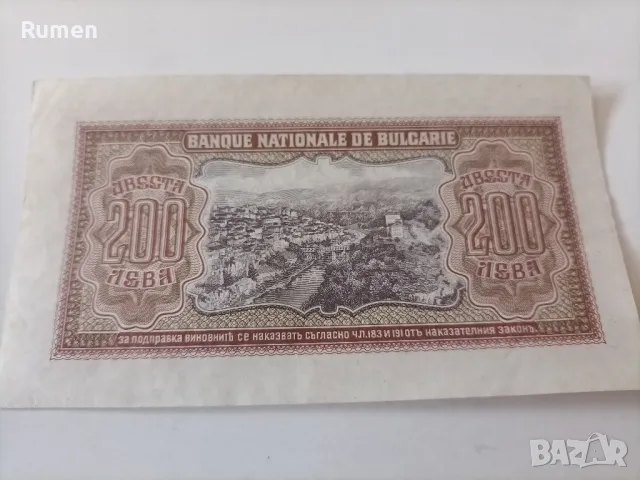 Rumen
BANQUE NATIONALE DE BULGARIE
ДВЕСТА
200
ЛЕВА
ДВЕСТА
200
ЛЕВА
ЗА ПОДПРАВКА ВИНОВНИТѢ СЕ НАКАЗВАТЪ СЪГЛАСНО ЧЛ. 183 И 191 ОТЪ НАКАЗАТЕЛНИЯ ЗАКОНЪ.
BAZAR